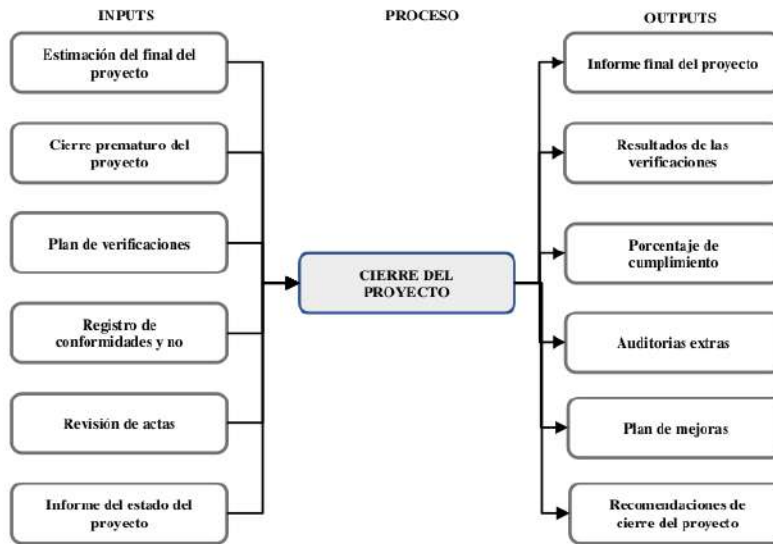 INPUTS
PROCESO
OUTPUTS
Estimación del final del
proyecto
Cierre prematuro del
proyecto
Plan de verificaciones
Registro de
conformidades y no
Revisión de actas
Informe del estado del
proyecto
CIERRE DEL
PROYECTO
Informe final del proyecto
Resultados de las
verificaciones
Porcentaje de
cumplimiento
Auditorias extras
Plan de mejoras
Recomendaciones de
cierre del proyecto